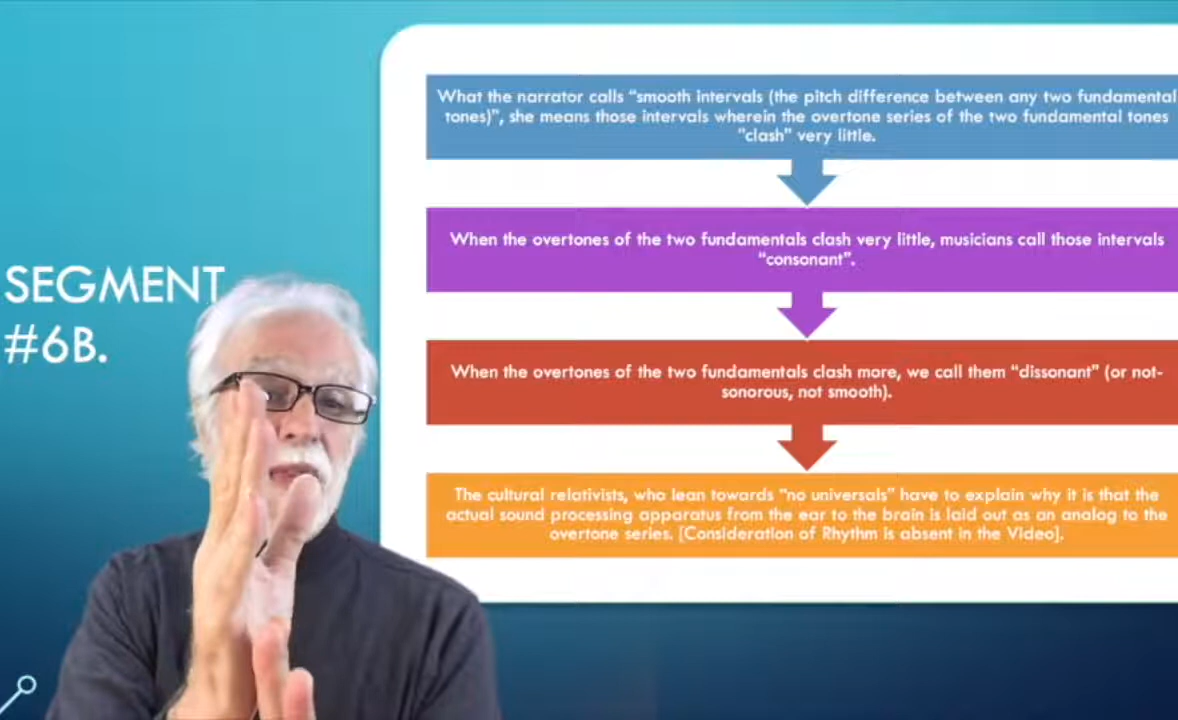 SEGMENT
#6B.
What the narrator calls "smooth intervals (the pitch difference between any two fundamental
tones)", she means those intervals wherein the overtone series of the two fundamental tones
"clash" very little.
When the overtones of the two fundamentals clash very little, musicians call those intervals
"consonant".
When the overtones of the two fundamentals clash more, we call them "dissonant" (or not-
sonorous, not smooth).
The cultural relativists, who lean towards "no universals" have to explain why it is that the
actual sound processing apparatus from the ear to the brain is laid out as an analog to the
overtone series. [Consideration of Rhythm is absent in the Video].